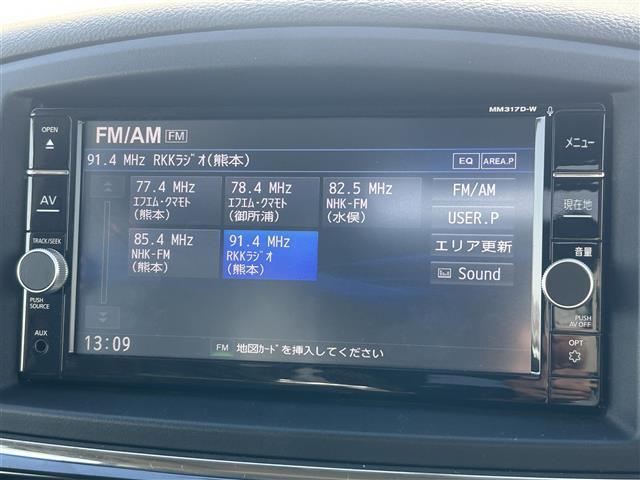 MM317D-W
OPEN
AV
TRACK/SEEK
PUSH
SOURCE
AUX
FM/AM FM
91.4 MHz RKKﾗｼﾞｵ(熊本)
EQ AREA.P
77.4 MHz
ｴﾌｴﾑ･ｸﾏﾓﾄ
(熊本)
78.4 MHz
ｴﾌｴﾑ･ｸﾏﾓﾄ
(御所浦)
82.5 MHz
NHK-FM
(水俣)
85.4 MHz
NHK-FM
(熊本)
91.4 MHz
RKKﾗｼﾞｵ
(熊本)
FM/AM
USER.P
エリア更新
Sound
13:09
FM 地図ｶｰﾄﾞを挿入してください
メニュー
現在地
音量
PUSH
AV OFF
OPT